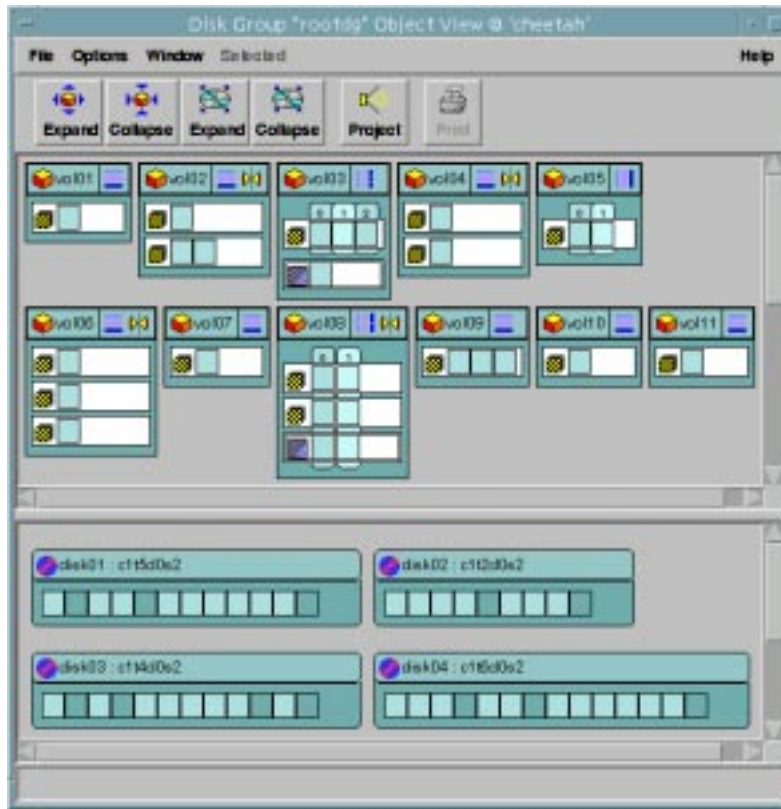 Disk Group "rootdg" Object View @ 'cheetah'
File Options Window Selected Help
Expand Collapse Expand Collapse Project Print
vol01 vol02 vol03 vol04 vol05
0 1 2 0 1
vol06 vol07 vol08 vol09 vol10 vol11
0 1
disk01 : c1t5d0s2 disk02 : c1t2d0s2
disk03 : c1t4d0s2 disk04 : c1t6d0s2